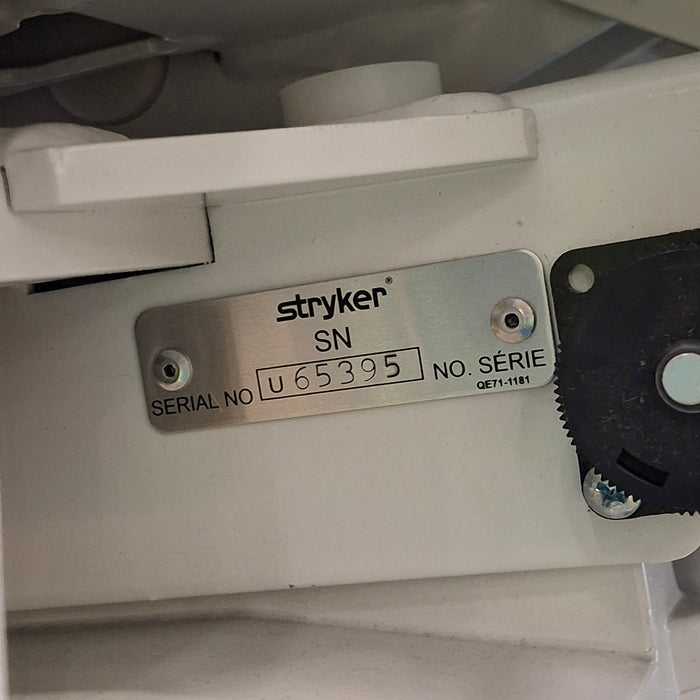 stryker®
SN
SERIAL NO U65395 NO. SÉRIE
QE71-1181